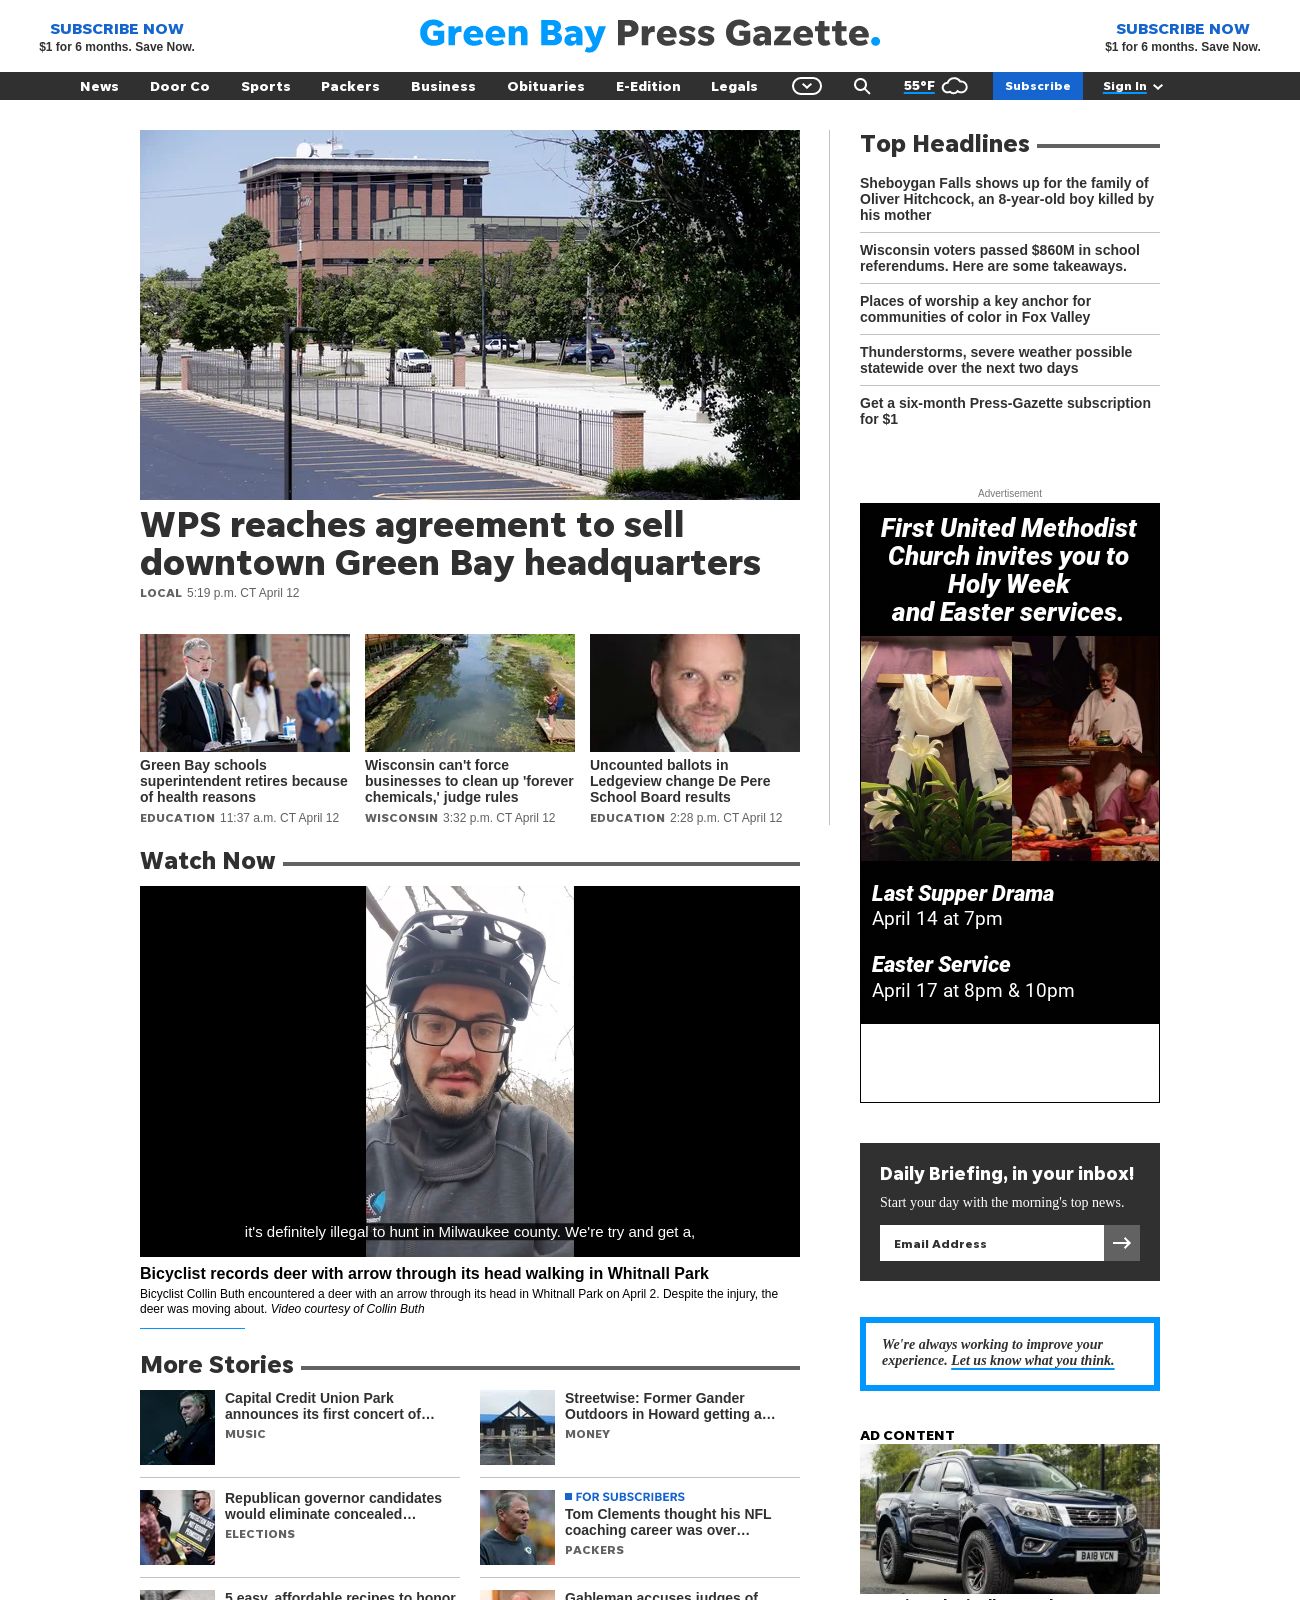 SUBSCRIBE NOW
$1 for 6 months. Save Now.
Green Bay Press Gazette.
SUBSCRIBE NOW
$1 for 6 months. Save Now.
News Door Co Sports Packers Business Obituaries E-Edition Legals 55°F Subscribe Sign In
WPS reaches agreement to sell
downtown Green Bay headquarters
LOCAL 5:19 p.m. CT April 12
Green Bay schools
superintendent retires because
of health reasons
EDUCATION 11:37 a.m. CT April 12
Wisconsin can't force
businesses to clean up 'forever
chemicals,' judge rules
WISCONSIN 3:32 p.m. CT April 12
Uncounted ballots in
Ledgeview change De Pere
School Board results
EDUCATION 2:28 p.m. CT April 12
Top Headlines
Sheboygan Falls shows up for the family of
Oliver Hitchcock, an 8-year-old boy killed by
his mother
Wisconsin voters passed $860M in school
referendums. Here are some takeaways.
Places of worship a key anchor for
communities of color in Fox Valley
Thunderstorms, severe weather possible
statewide over the next two days
Get a six-month Press-Gazette subscription
for $1
Advertisement
First United Methodist
Church invites you to
Holy Week
and Easter services.
Last Supper Drama
April 14 at 7pm
Easter Service
April 17 at 8pm & 10pm
Watch Now
it's definitely illegal to hunt in Milwaukee county. We're try and get a,
Bicyclist records deer with arrow through its head walking in Whitnall Park
Bicyclist Collin Buth encountered a deer with an arrow through its head in Whitnall Park on April 2. Despite the injury, the
deer was moving about. Video courtesy of Collin Buth
Daily Briefing, in your inbox!
Start your day with the morning's top news.
Email Address
We're always working to improve your
experience. Let us know what you think.
More Stories
Capital Credit Union Park
announces its first concert of…
MUSIC
Streetwise: Former Gander
Outdoors in Howard getting a…
MONEY
Republican governor candidates
would eliminate concealed…
ELECTIONS
FOR SUBSCRIBERS
Tom Clements thought his NFL
coaching career was over…
PACKERS
5 easy, affordable recipes to honor
Gableman accuses judges of
AD CONTENT
BA18 VCN